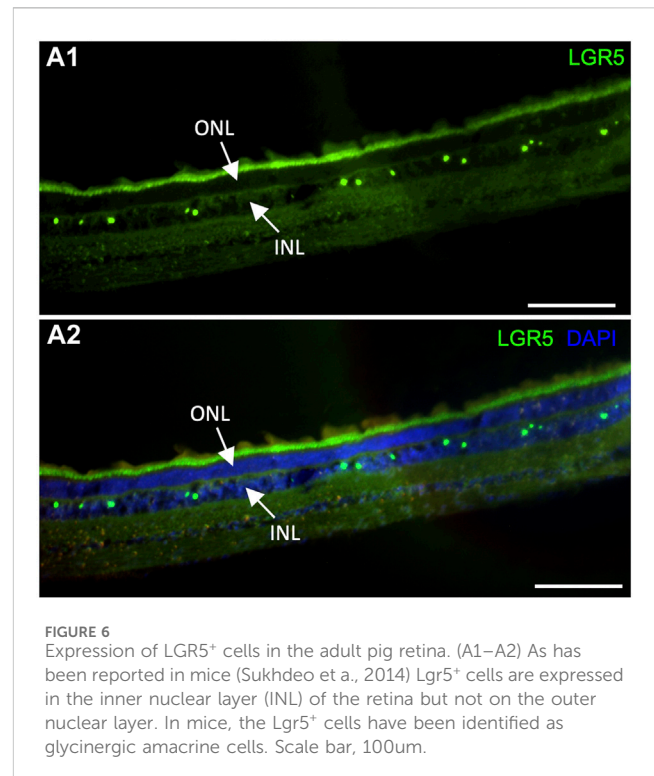 A1
LGR5
ONL
INL
A2
LGR5 DAPI
ONL
INL
FIGURE 6
Expression of LGR5⁺ cells in the adult pig retina. (A1–A2) As has
been reported in mice (Sukhdeo et a., 2014) Lgr5⁺ cells are expressed
in the inner nuclear layer (INL) of the retina but not on the outer
nuclear layer. In mice, the Lgr5⁺ cells have been identified as
glycinergic amacrine cells. Scale bar, 100um.